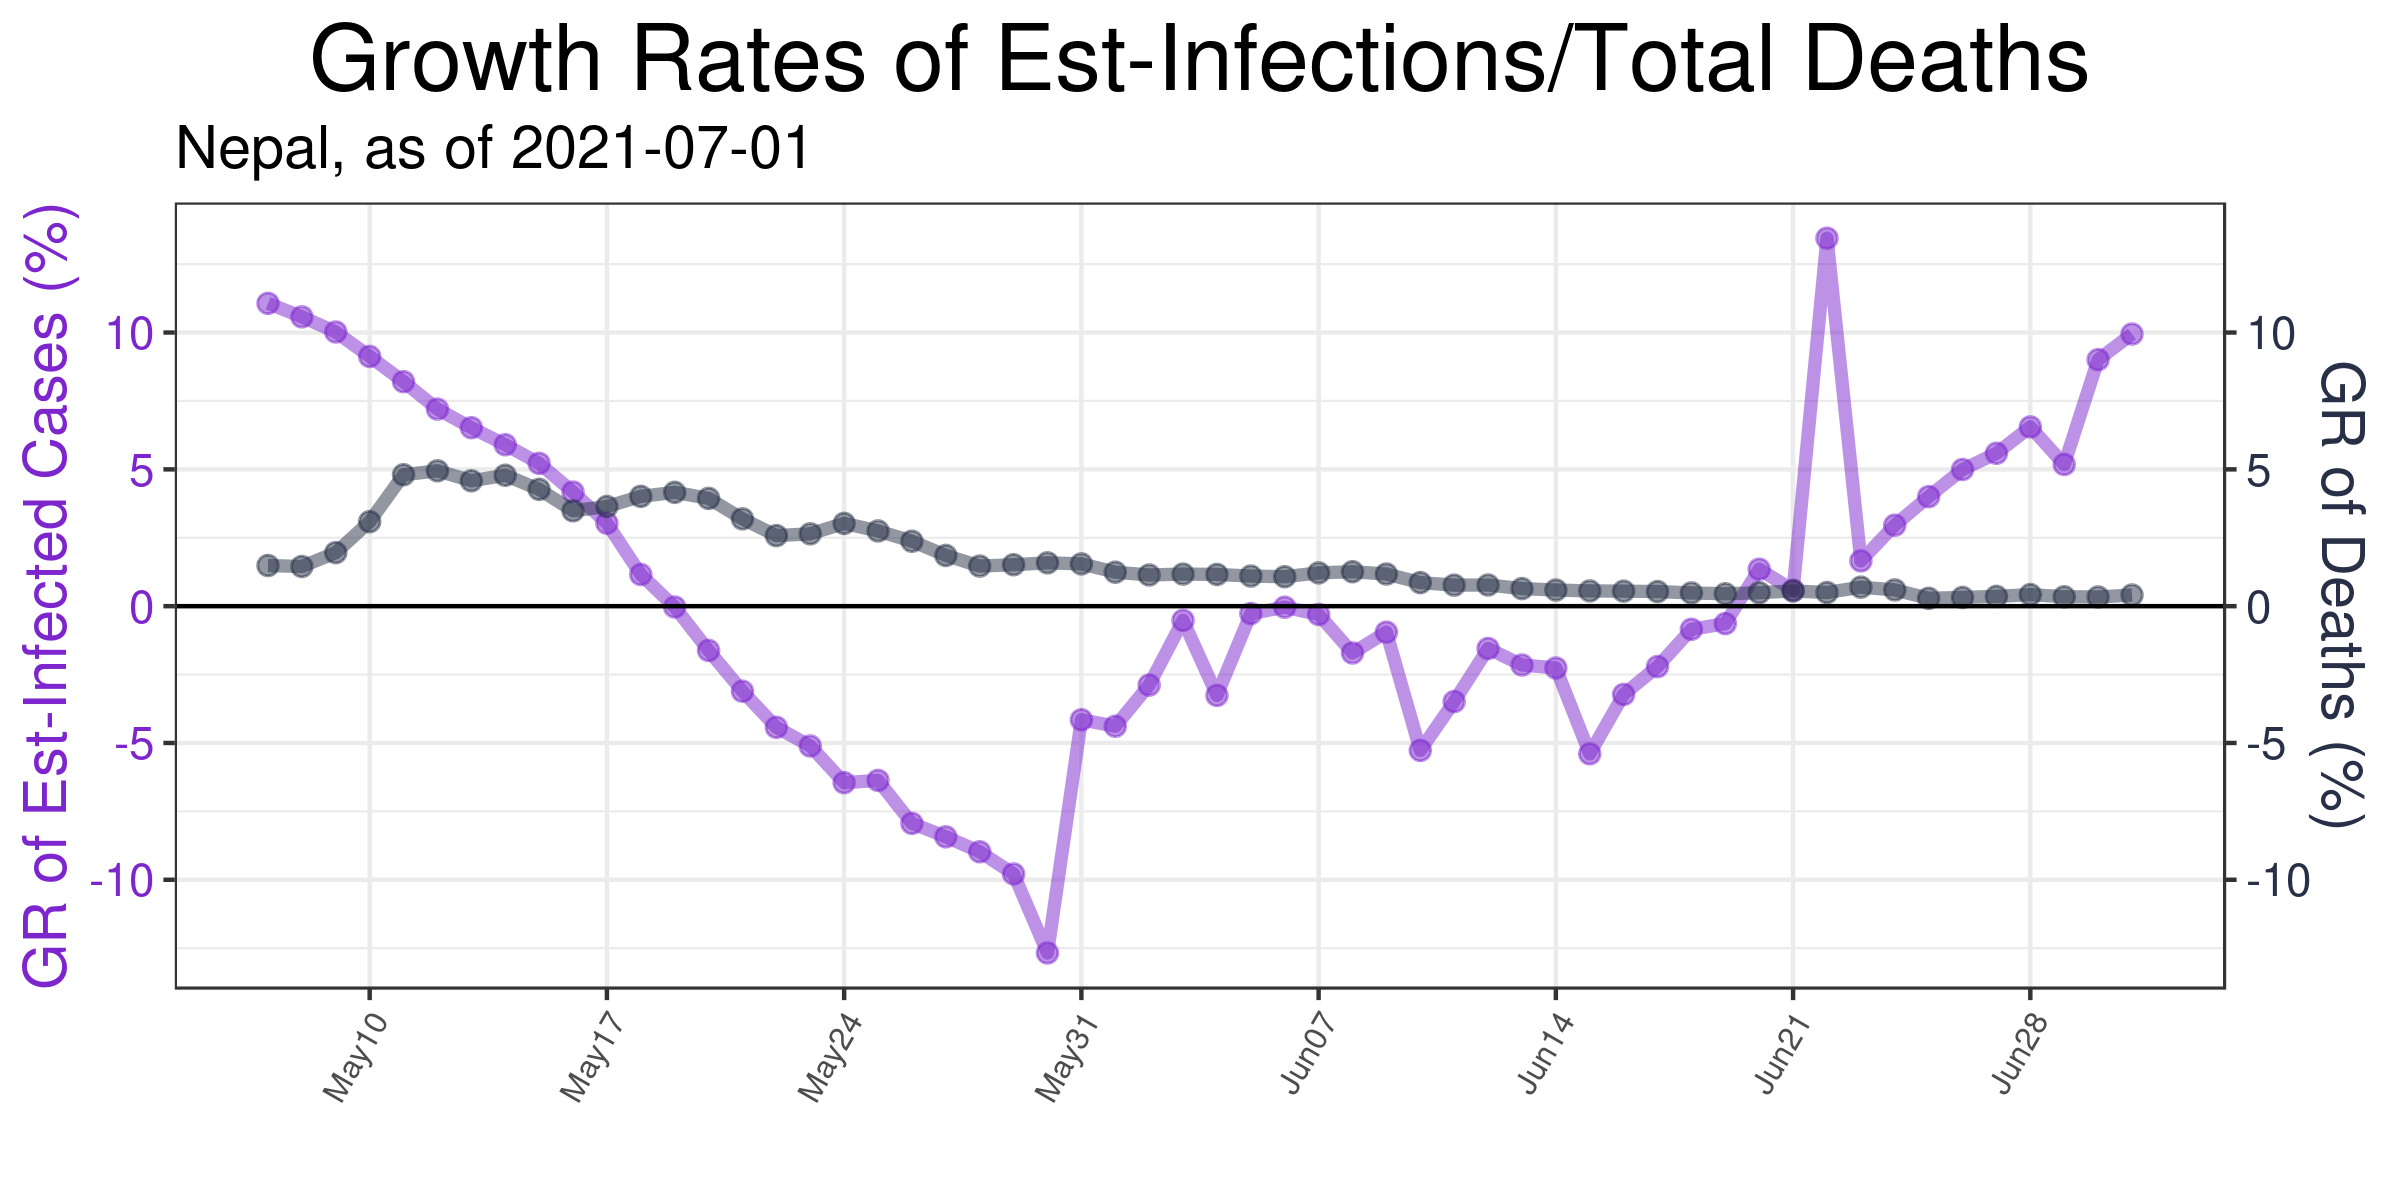 Growth Rates of Est-Infections/Total Deaths
Nepal, as of 2021-07-01
GR of Est-Infected Cases (%)
10
5
0
-5
-10
10
5
0
-5
-10
GR of Deaths (%)
May10
May17
May24
May31
Jun07
Jun14
Jun21
Jun28